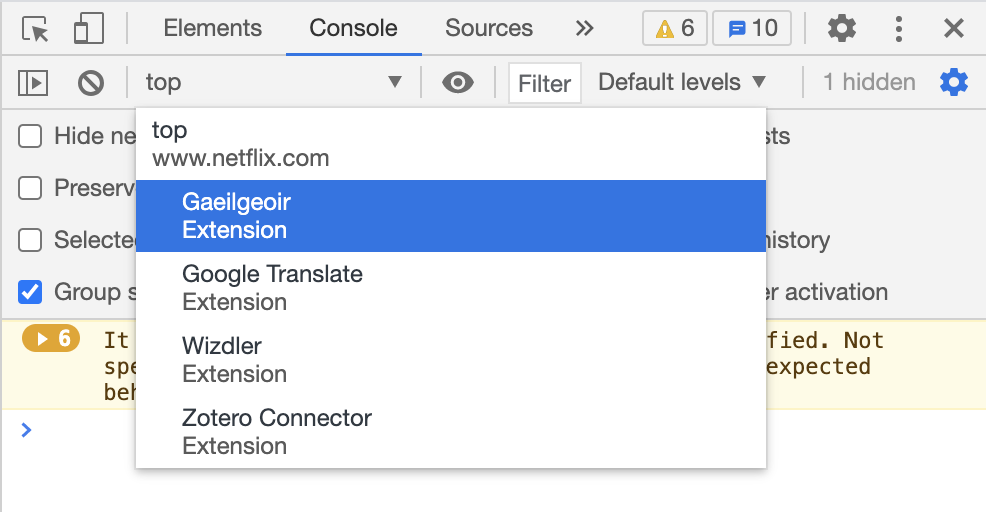 Elements Console Sources 6 10
top Filter Default levels 1 hidden
Hide ne sts
top
www.netflix.com
Preserv
Gaeilgeoir
Extension
Selecte history
Google Translate
Extension
Group s er activation
6 It fied. Not
Wizdler
spe expected
Extension
beh
Zotero Connector
Extension